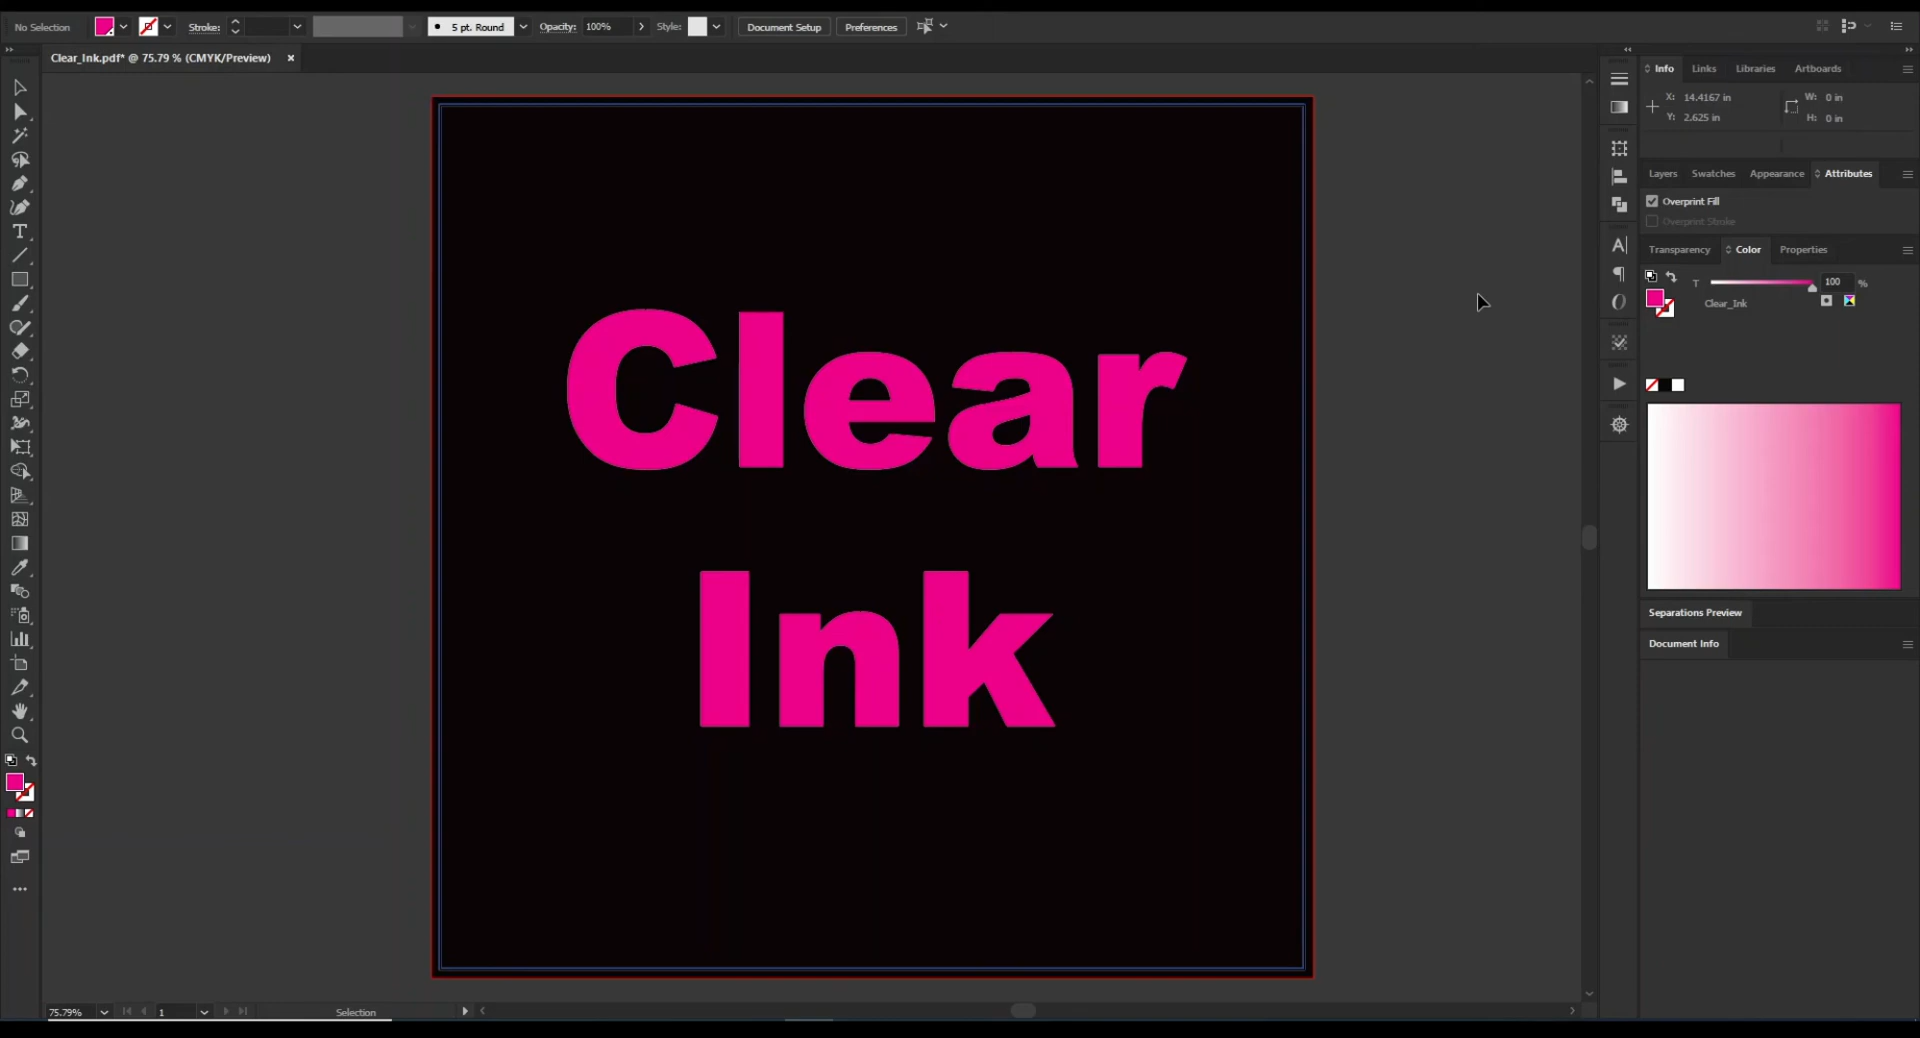 No Selection
Stroke:
5 pt. Round
Opacity: 100%
Style:
Document Setup
Preferences
Clear_Ink.pdf* @ 75.79 % (CMYK/Preview) ×
Info Links Libraries Artboards
X: 14.4167 in
Y: 2.625 in
W: 0 in
H: 0 in
Layers Swatches Appearance Attributes
Overprint Fill
Overprint Stroke
Transparency Color Properties
T 100 %
Clear_Ink
Clear
Ink
Separations Preview
Document Info
75.79% 1 Selection